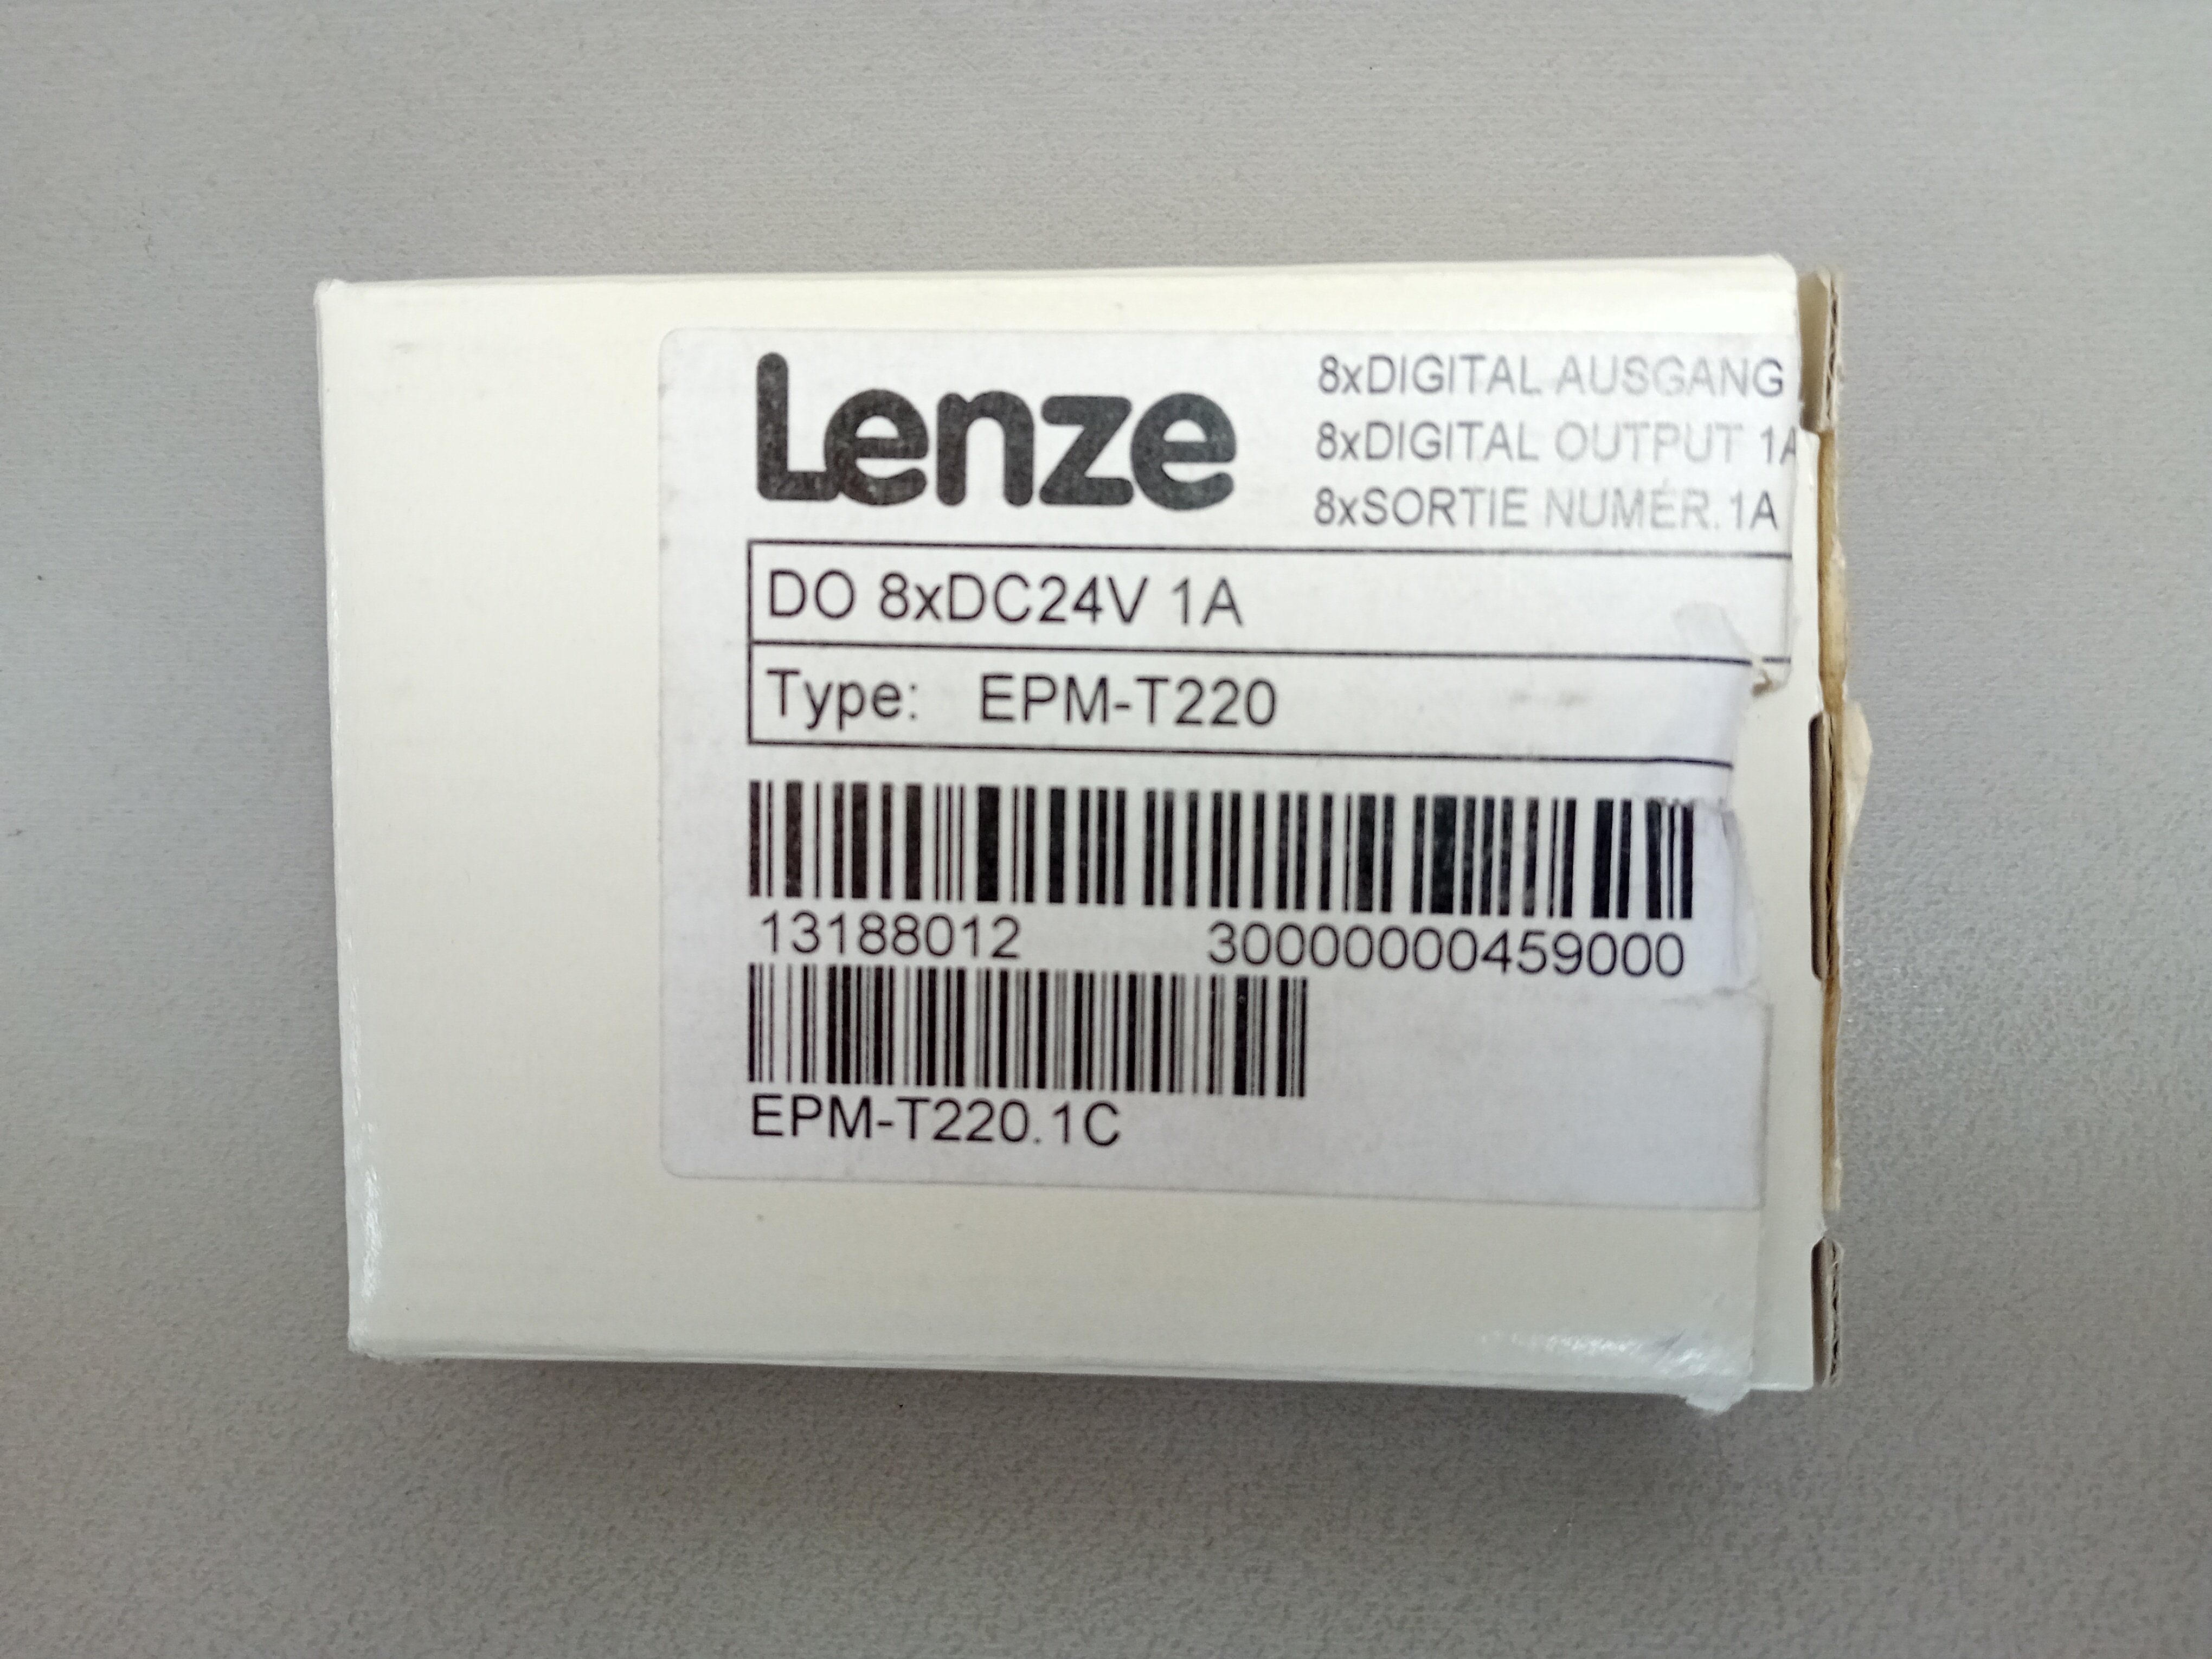 Lenze
8xDIGITAL AUSGANG
8xDIGITAL OUTPUT 1A
8xSORTIE NUMÉR.1A
DO 8xDC24V 1A
Type: EPM-T220
13188012 30000000459000
EPM-T220.1C